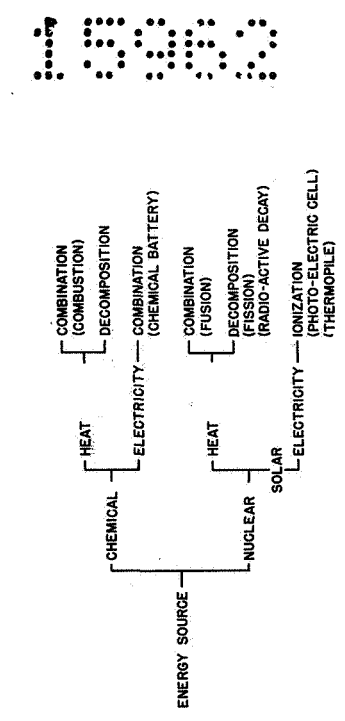 15962
ENERGY SOURCE
CHEMICAL
HEAT
COMBINATION
(COMBUSTION)
DECOMPOSITION
ELECTRICITY
COMBINATION
(CHEMICAL BATTERY)
NUCLEAR
HEAT
COMBINATION
(FUSION)
DECOMPOSITION
(FISSION)
(RADIO-ACTIVE DECAY)
SOLAR
ELECTRICITY
IONIZATION
(PHOTO-ELECTRIC CELL)
(THERMOPILE)